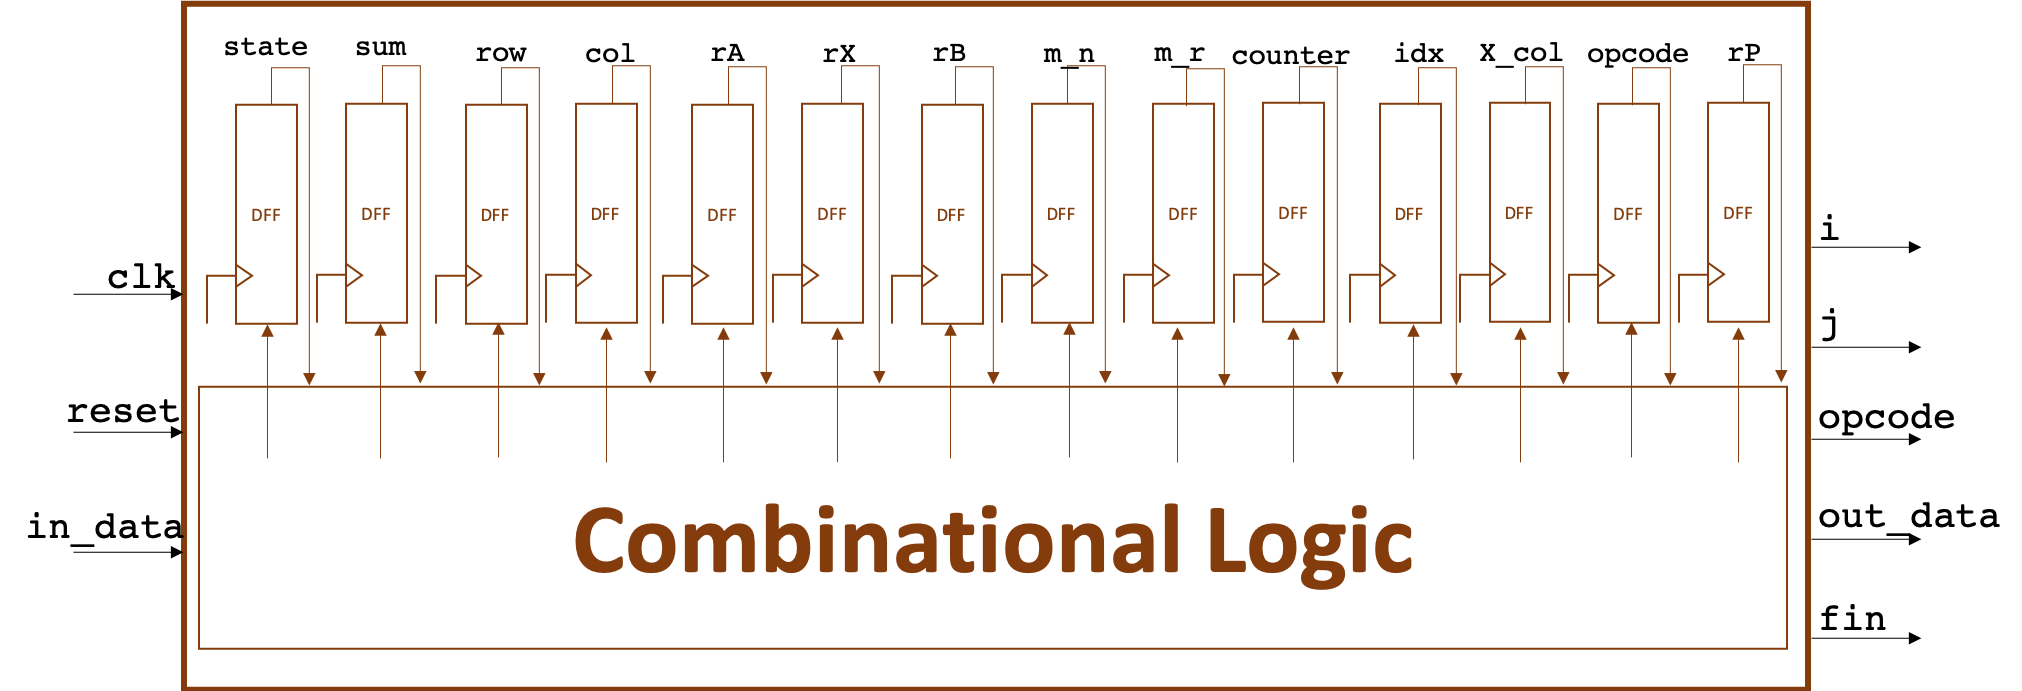 state sum row col rA rX rB m_n m_r counter idx X_col opcode rP
DFF DFF DFF DFF DFF DFF DFF DFF DFF DFF DFF DFF DFF DFF
clk
reset
in_data
Combinational Logic
i
j
opcode
out_data
fin